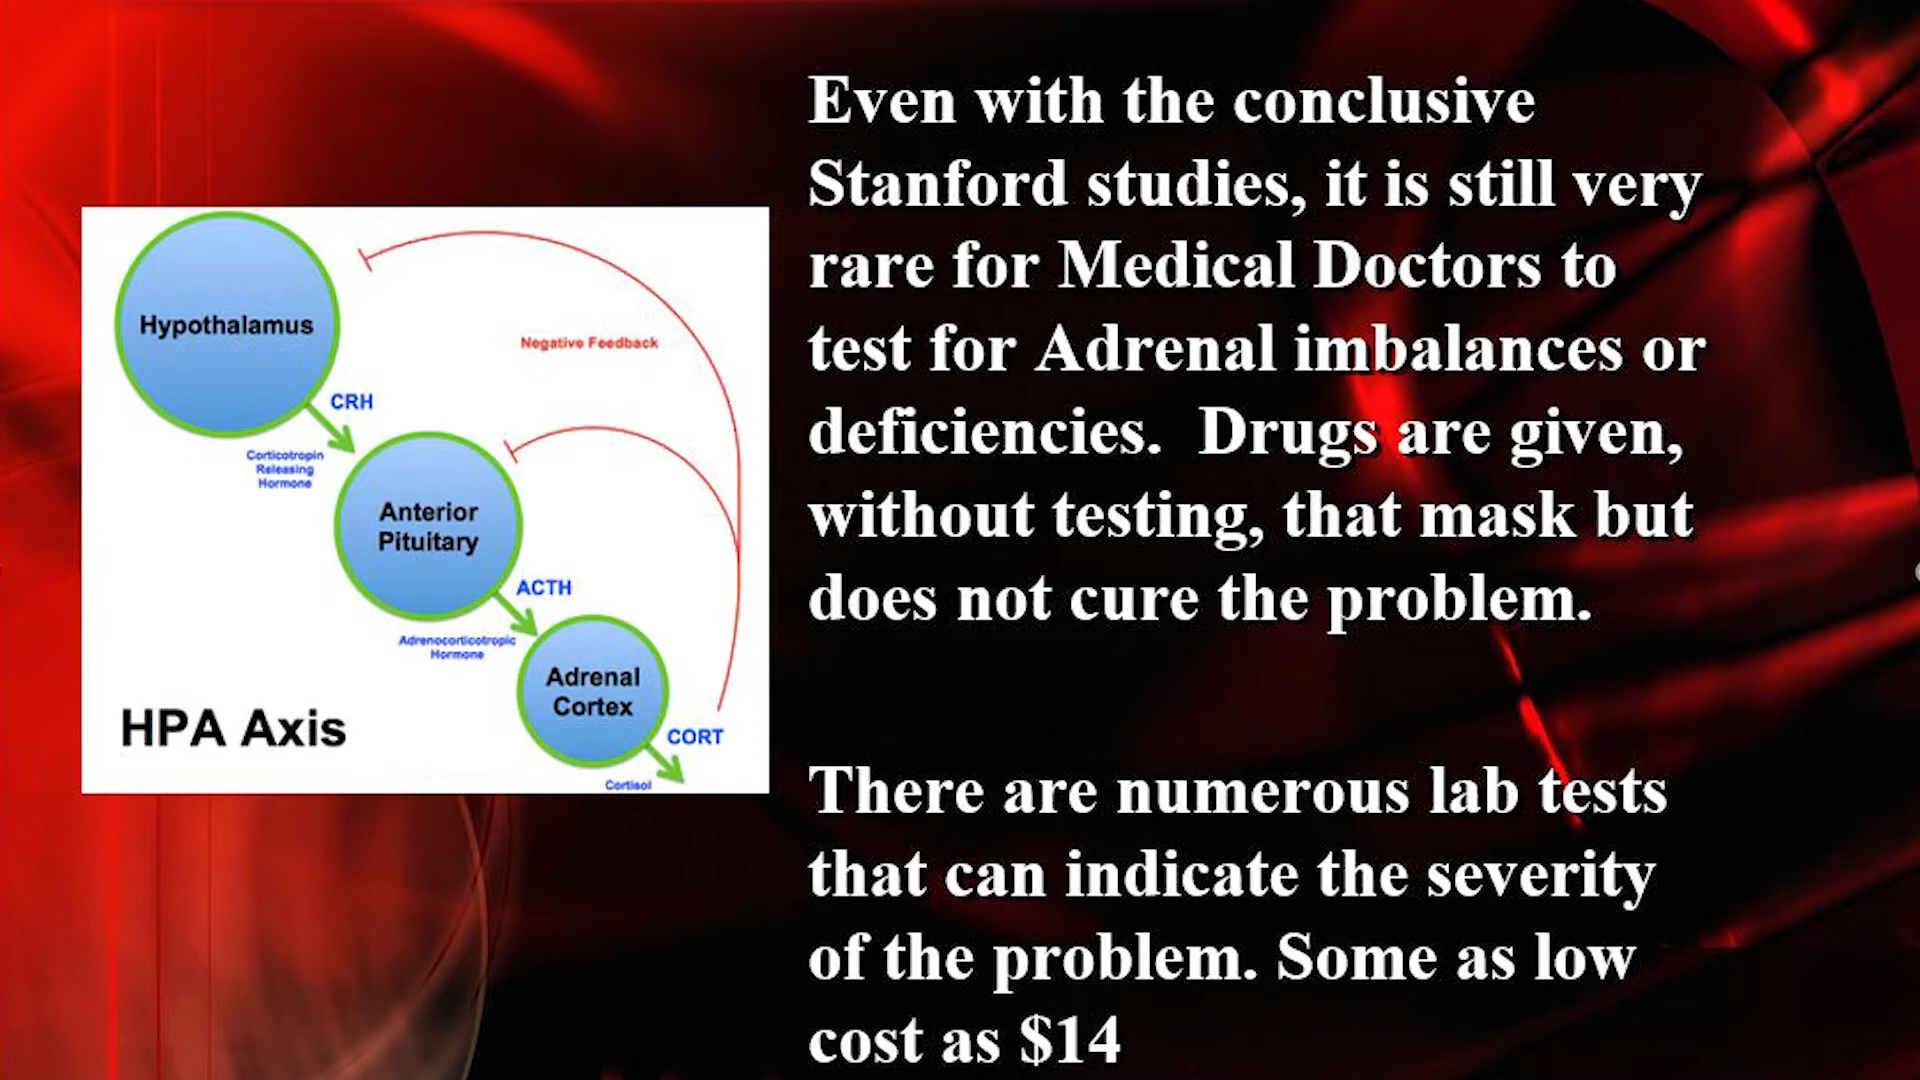 Hypothalamus
Negative Feedback
CRH
Corticotropin
Releasing
Hormone
Anterior
Pituitary
ACTH
Adrenocorticotropic
Hormone
Adrenal
Cortex
CORT
Cortisol
HPA Axis
Even with the conclusive
Stanford studies, it is still very
rare for Medical Doctors to
test for Adrenal imbalances or
deficiencies.  Drugs are given,
without testing, that mask but
does not cure the problem.
There are numerous lab tests
that can indicate the severity
of the problem. Some as low
cost as $14